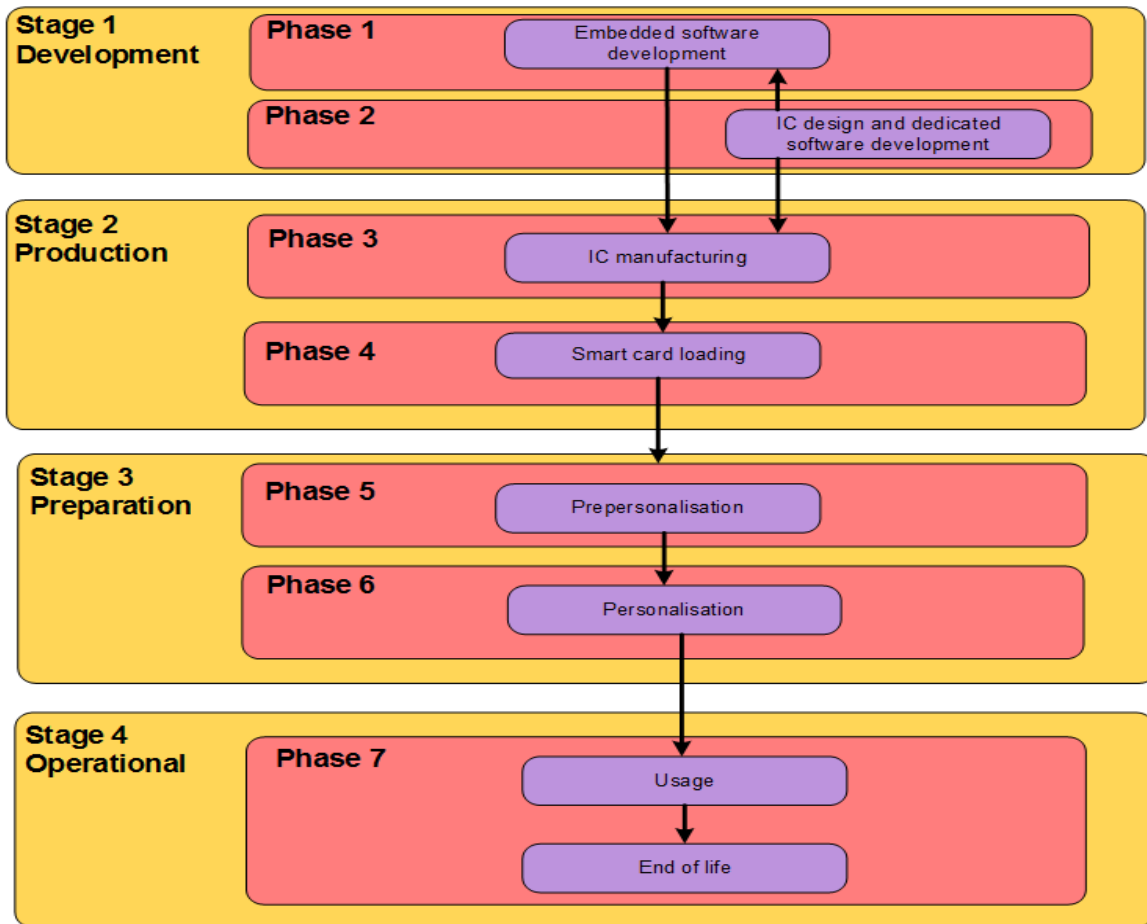 Stage 1
Development
Phase 1
Embedded software
development
Phase 2
IC design and dedicated
software development
Stage 2
Production
Phase 3
IC manufacturing
Phase 4
Smart card loading
Stage 3
Preparation
Phase 5
Prepersonalisation
Phase 6
Personalisation
Stage 4
Operational
Phase 7
Usage
End of life